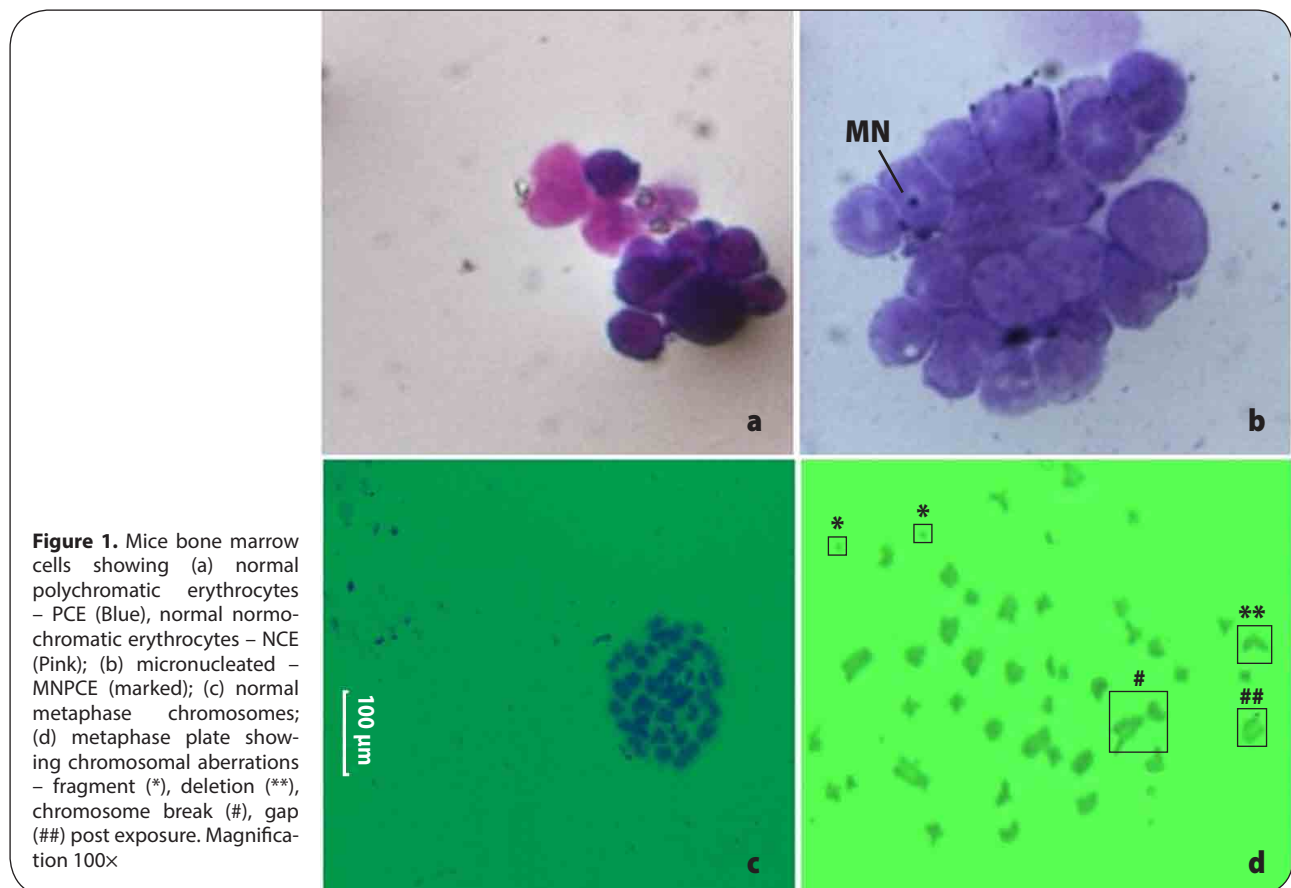 MN
a
b
Figure 1. Mice bone marrow
cells showing (a) normal
polychromatic erythrocytes
– PCE (Blue), normal normo-
chromatic erythrocytes – NCE
(Pink); (b) micronucleated –
MNPCE (marked); (c) normal
metaphase chromosomes;
(d) metaphase plate show-
ing chromosomal aberrations
– fragment (*), deletion (**),
chromosome break (#), gap
(##) post exposure. Magnifica-
tion 100×
100 µm
c
*
*
**
#
##
d